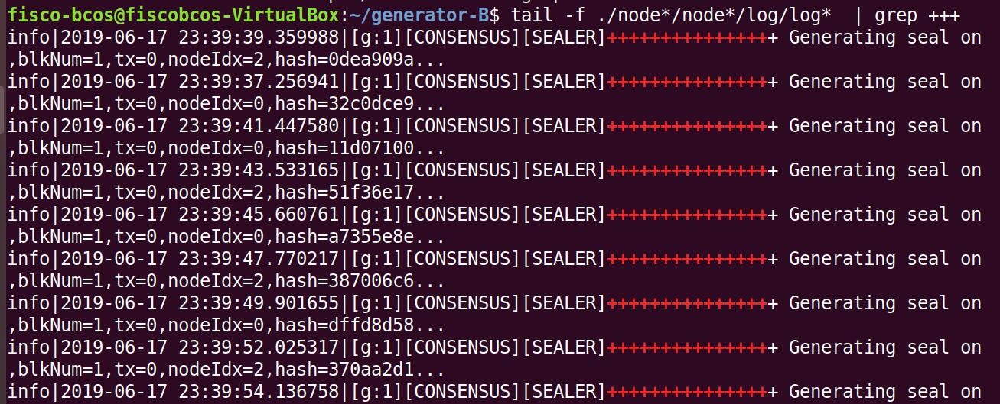 fisco-bcos@fiscobcos-VirtualBox:~/generator-B$ tail -f ./node*/node*/log/log*  | grep +++
info|2019-06-17 23:39:39.359988|[g:1][CONSENSUS][SEALER]++++++++++++++++ Generating seal on
,blkNum=1,tx=0,nodeIdx=2,hash=0dea909a...
info|2019-06-17 23:39:37.256941|[g:1][CONSENSUS][SEALER]++++++++++++++++ Generating seal on
,blkNum=1,tx=0,nodeIdx=0,hash=32c0dce9...
info|2019-06-17 23:39:41.447580|[g:1][CONSENSUS][SEALER]++++++++++++++++ Generating seal on
,blkNum=1,tx=0,nodeIdx=0,hash=11d07100...
info|2019-06-17 23:39:43.533165|[g:1][CONSENSUS][SEALER]++++++++++++++++ Generating seal on
,blkNum=1,tx=0,nodeIdx=2,hash=51f36e17...
info|2019-06-17 23:39:45.660761|[g:1][CONSENSUS][SEALER]++++++++++++++++ Generating seal on
,blkNum=1,tx=0,nodeIdx=0,hash=a7355e8e...
info|2019-06-17 23:39:47.770217|[g:1][CONSENSUS][SEALER]++++++++++++++++ Generating seal on
,blkNum=1,tx=0,nodeIdx=2,hash=387006c6...
info|2019-06-17 23:39:49.901655|[g:1][CONSENSUS][SEALER]++++++++++++++++ Generating seal on
,blkNum=1,tx=0,nodeIdx=0,hash=dffd8d58...
info|2019-06-17 23:39:52.025317|[g:1][CONSENSUS][SEALER]++++++++++++++++ Generating seal on
,blkNum=1,tx=0,nodeIdx=2,hash=370aa2d1...
info|2019-06-17 23:39:54.136758|[g:1][CONSENSUS][SEALER]++++++++++++++++ Generating seal on